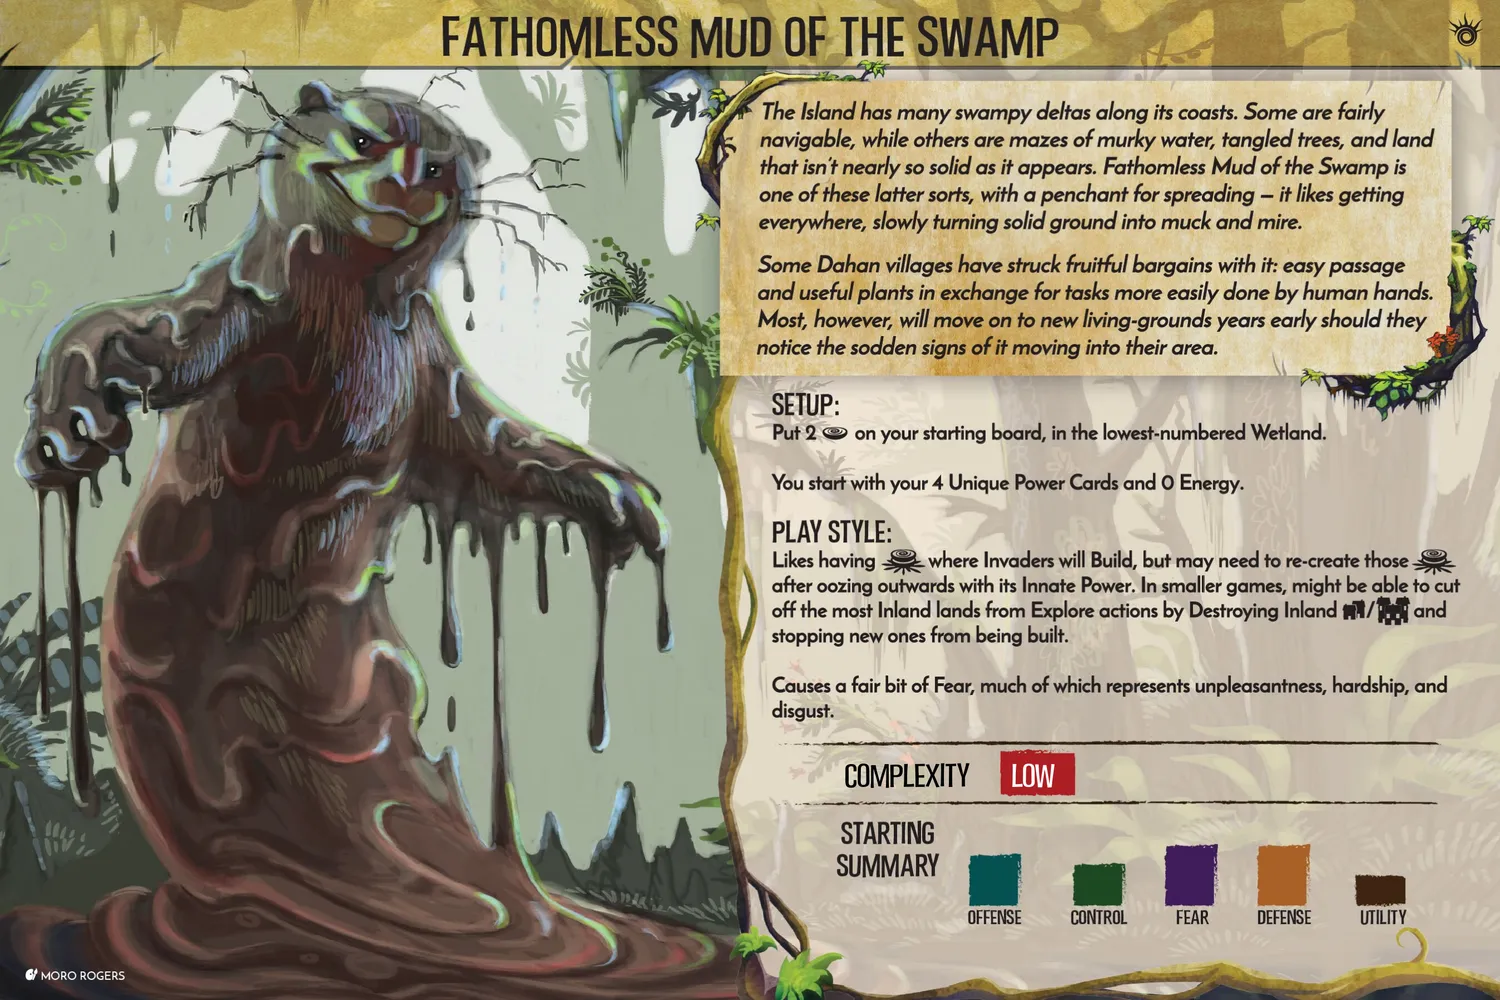 FATHOMLESS MUD OF THE SWAMP
The Island has many swampy deltas along its coasts. Some are fairly
navigable, while others are mazes of murky water, tangled trees, and land
that isn't nearly so solid as it appears. Fathomless Mud of the Swamp is
one of these latter sorts, with a penchant for spreading – it likes getting
everywhere, slowly turning solid ground into muck and mire.
Some Dahan villages have struck fruitful bargains with it: easy passage
and useful plants in exchange for tasks more easily done by human hands.
Most, however, will move on to new living-grounds years early should they
notice the sodden signs of it moving into their area.
SETUP:
Put 2 on your starting board, in the lowest-numbered Wetland.
You start with your 4 Unique Power Cards and 0 Energy.
PLAY STYLE:
Likes having where Invaders will Build, but may need to re-create those
after oozing outwards with its Innate Power. In smaller games, might be able to cut
off the most Inland lands from Explore actions by Destroying Inland / and
stopping new ones from being built.
Causes a fair bit of Fear, much of which represents unpleasantness, hardship, and
disgust.
COMPLEXITY LOW
STARTING
SUMMARY
OFFENSE CONTROL FEAR DEFENSE UTILITY
MORO ROGERS